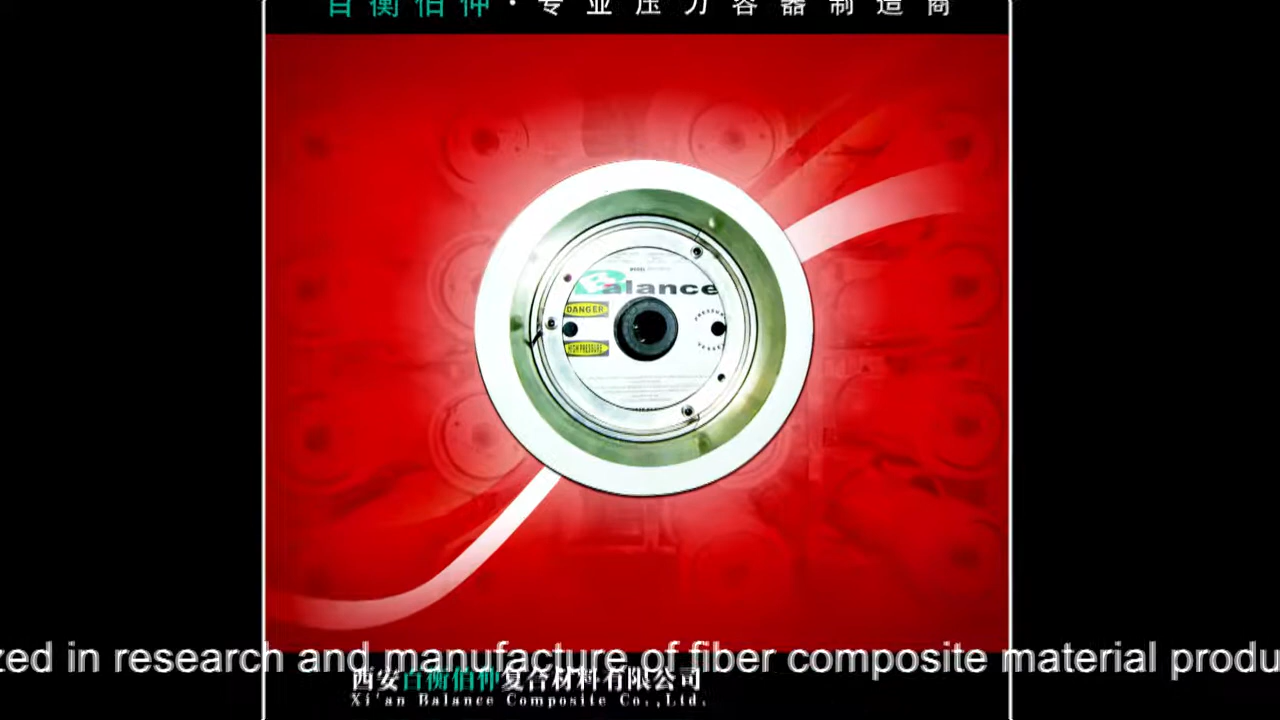 百衡伯仲·专业压力容器制造商
Balance
DANGER
PRESSURE
HIGH PRESSURE
VESSEL
zed in research and manufacture of fiber composite material produ
西安百衡伯仲复合材料有限公司
Xi'an Balance Composite Co.,Ltd.